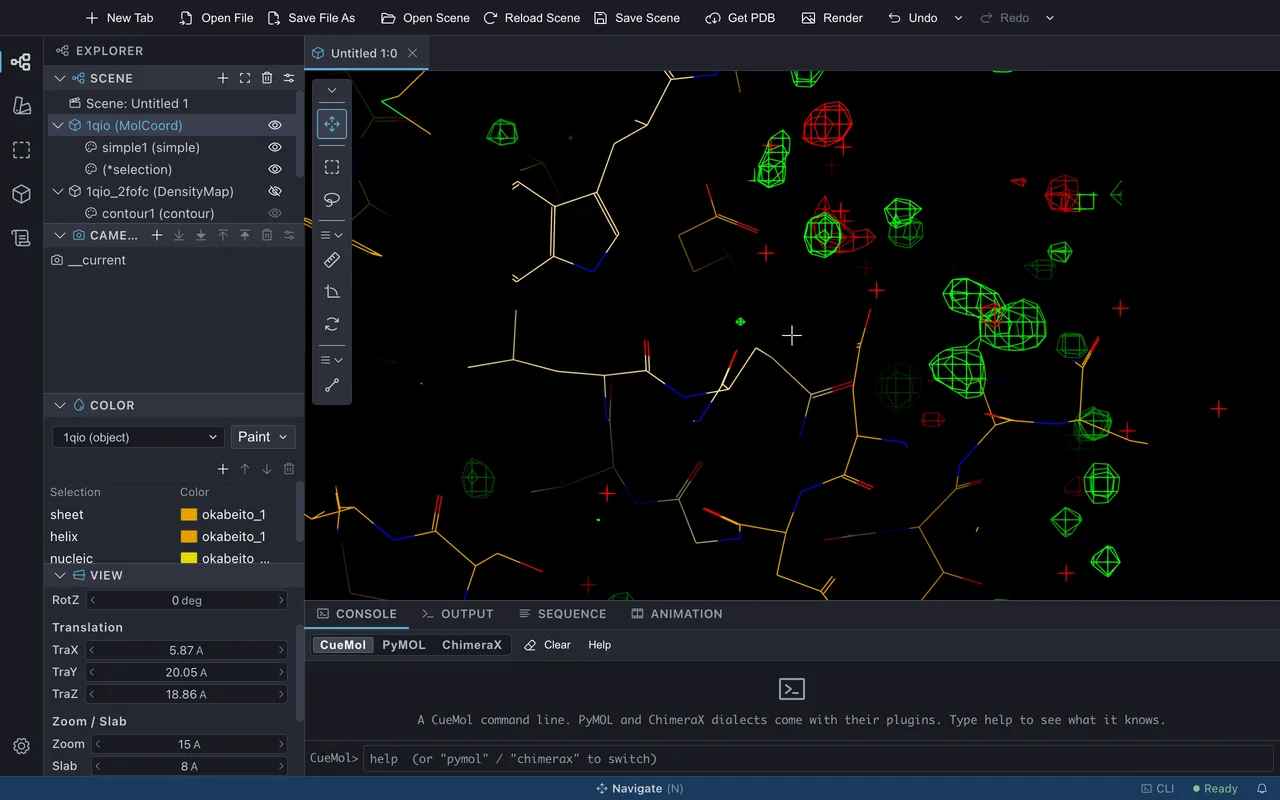 New Tab Open File Save File As Open Scene Reload Scene Save Scene Get PDB Render Undo Redo
EXPLORER
Untitled 1:0
SCENE
Scene: Untitled 1
1qio (MolCoord)
simple1 (simple)
(*selection)
1qio_2fofc (DensityMap)
contour1 (contour)
CAME...
__current
COLOR
1qio (object) Paint
Selection Color
sheet okabeito_1
helix okabeito_1
nucleic okabeito_ ...
VIEW
RotZ 0 deg
Translation
TraX 5.87 A
TraY 20.05 A
TraZ 18.86 A
Zoom / Slab
Zoom 15 A
Slab 8 A
CONSOLE OUTPUT SEQUENCE ANIMATION
CueMol PyMOL ChimeraX Clear Help
A CueMol command line. PyMOL and ChimeraX dialects come with their plugins. Type help to see what it knows.
CueMol> help (or "pymol" / "chimerax" to switch)
Navigate (N) CLI Ready